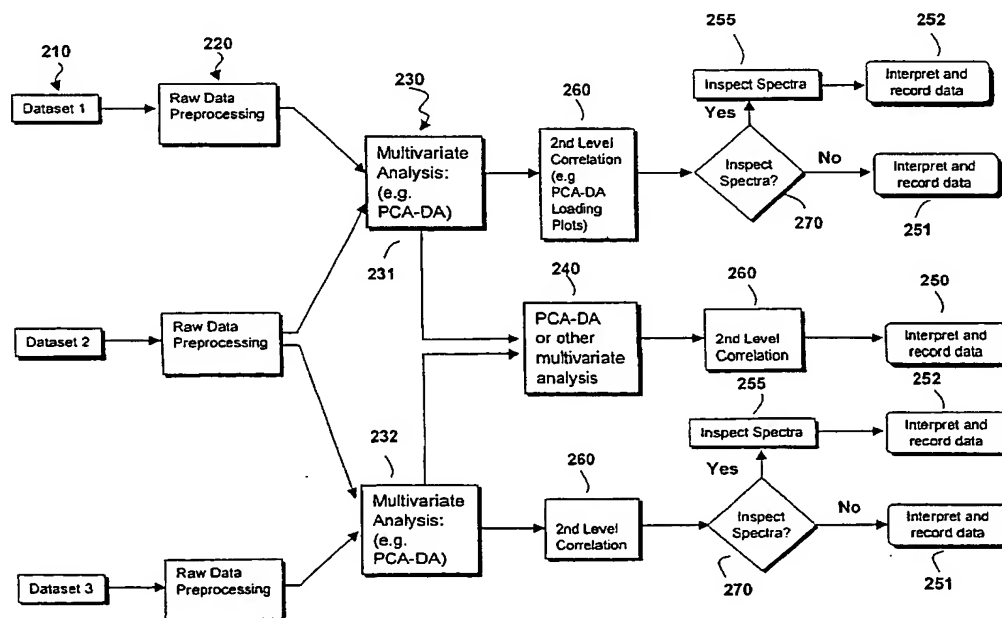 210
220
230
260
255
252
Dataset 1
Raw Data
Preprocessing
Multivariate
Analysis:
(e.g.
PCA-DA)
231
2nd Level
Correlation
(e.g
PCA-DA
Loading
Plots)
Inspect Spectra
Yes
Inspect
Spectra?
270
No
Interpret and
record data
Interpret and
record data
251
Dataset 2
Raw Data
Preprocessing
240
PCA-DA
or other
multivariate
analysis
260
2nd Level
Correlation
250
Interpret and
record data
232
Multivariate
Analysis:
(e.g.
PCA-DA)
260
2nd Level
Correlation
255
Inspect Spectra
Yes
252
Interpret and
record data
Inspect
Spectra?
270
No
Interpret and
record data
251
Dataset 3
Raw Data
Preprocessing